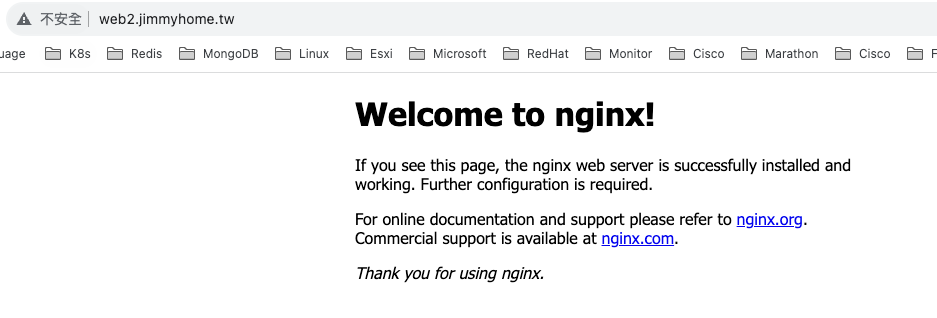 不安全 web2.jimmyhome.tw
uage K8s Redis MongoDB Linux Esxi Microsoft RedHat Monitor Cisco Marathon Cisco F
Welcome to nginx!
If you see this page, the nginx web server is successfully installed and
working. Further configuration is required.
For online documentation and support please refer to nginx.org.
Commercial support is available at nginx.com.
Thank you for using nginx.